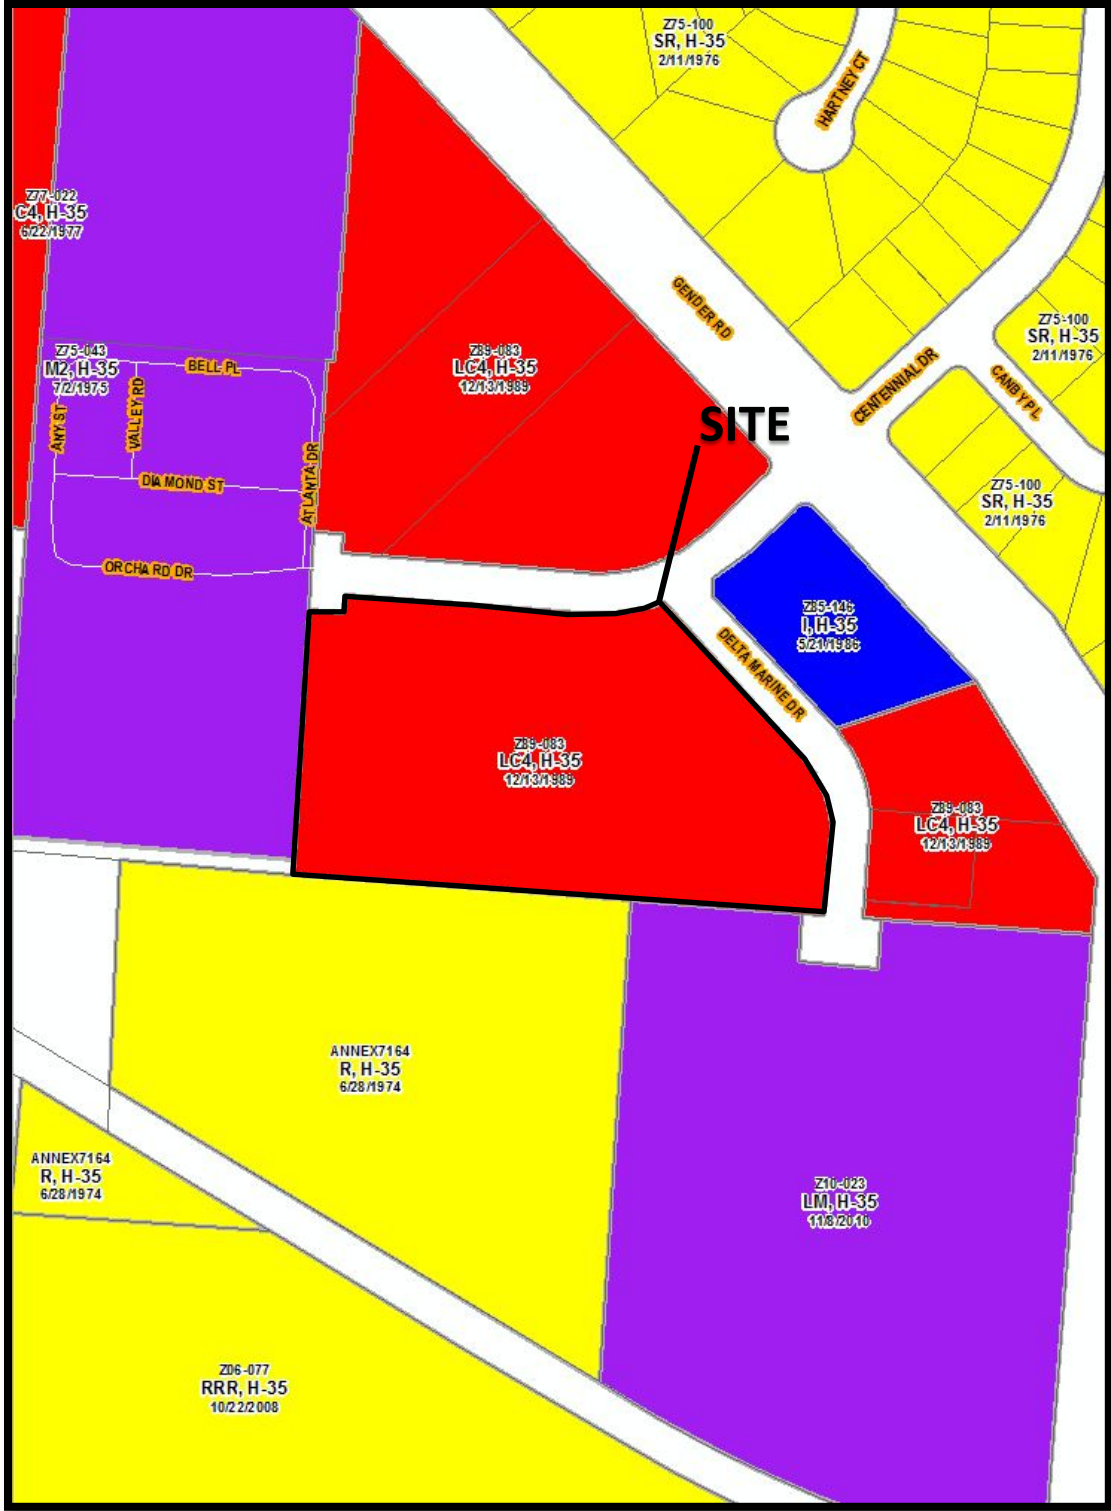 Z75-100
SR, H-35
2/11/1976
HARTNEY CT
Z77-022
C4, H-35
6/22/1977
GENDER RD
Z75-100
SR, H-35
2/11/1976
Z75-043
M2, H-35
7/2/1975
BELL PL
Z89-083
LC4, H-35
12/13/1989
CENTENNIAL DR
CANBY PL
ANY ST
VALLEY RD
SITE
ATLANTA DR
DIAMOND ST
Z75-100
SR, H-35
2/11/1976
ORCHARD DR
Z85-146
I, H-35
5/21/1986
DELTA MARINE DR
Z89-083
LC4, H-35
12/13/1989
Z89-083
LC4, H-35
12/13/1989
ANNEX7164
R, H-35
6/28/1974
ANNEX7164
R, H-35
6/28/1974
Z10-023
LM, H-35
11/8/2010
Z06-077
RRR, H-35
10/22/2008